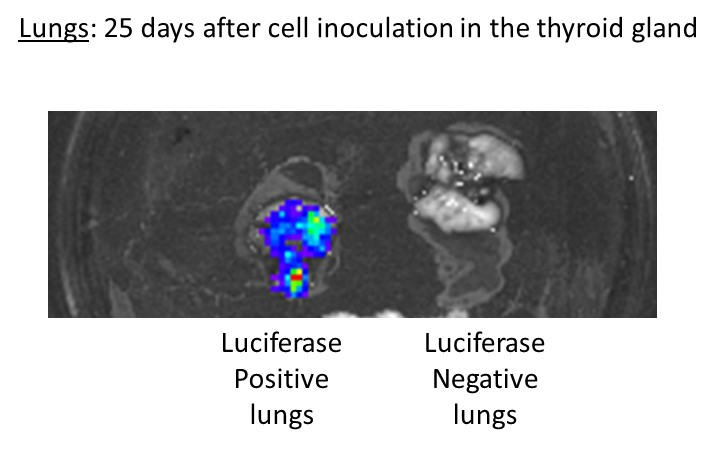 Lungs: 25 days after cell inoculation in the thyroid gland
Luciferase Positive lungs
Luciferase Negative lungs